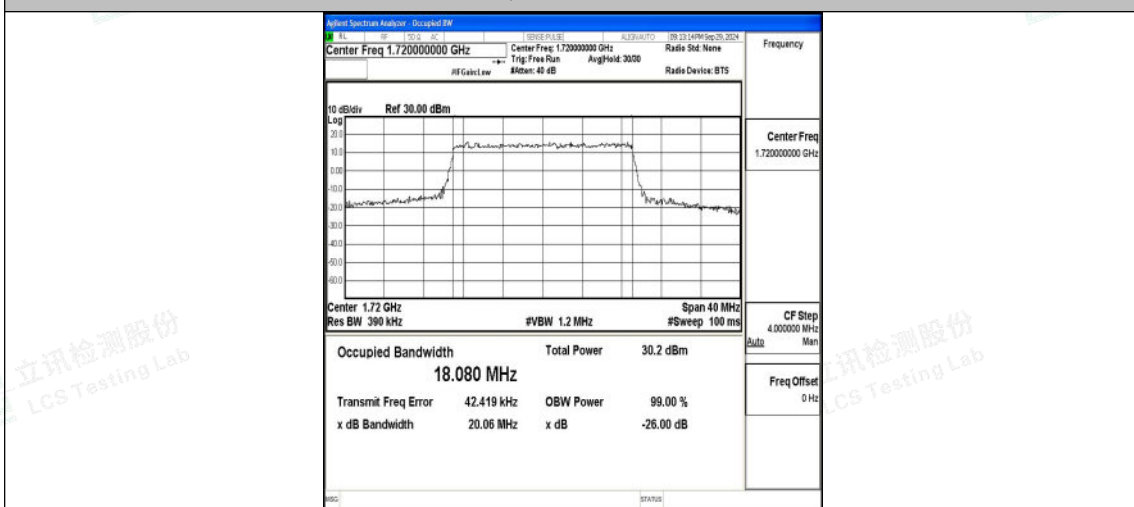 Agilent Spectrum Analyzer - Occupied BW
RL RF 50 Ω AC SENSE:PULSE ALIGNAUTO 09:13:14 PM Sep 29, 2024
Center Freq 1.720000000 GHz
Center Freq: 1.720000000 GHz
Radio Std: None
Trig: Free Run Avg|Hold: 30/30
#IFGain:Low #Atten: 40 dB Radio Device: BTS
Frequency
10 dB/div Ref 30.00 dBm
Log
20.0
10.0
0.00
-10.0
-20.0
-30.0
-40.0
-50.0
-60.0
Center 1.72 GHz Span 40 MHz
Res BW 390 kHz #VBW 1.2 MHz #Sweep 100 ms
Center Freq
1.720000000 GHz
CF Step
4.000000 MHz
Auto Man
Freq Offset
0 Hz
Occupied Bandwidth Total Power 30.2 dBm
18.080 MHz
Transmit Freq Error 42.419 kHz OBW Power 99.00 %
x dB Bandwidth 20.06 MHz x dB -26.00 dB
MSG STATUS
立讯检测股份
LCS Testing Lab
立讯检测股份
LCS Testing Lab